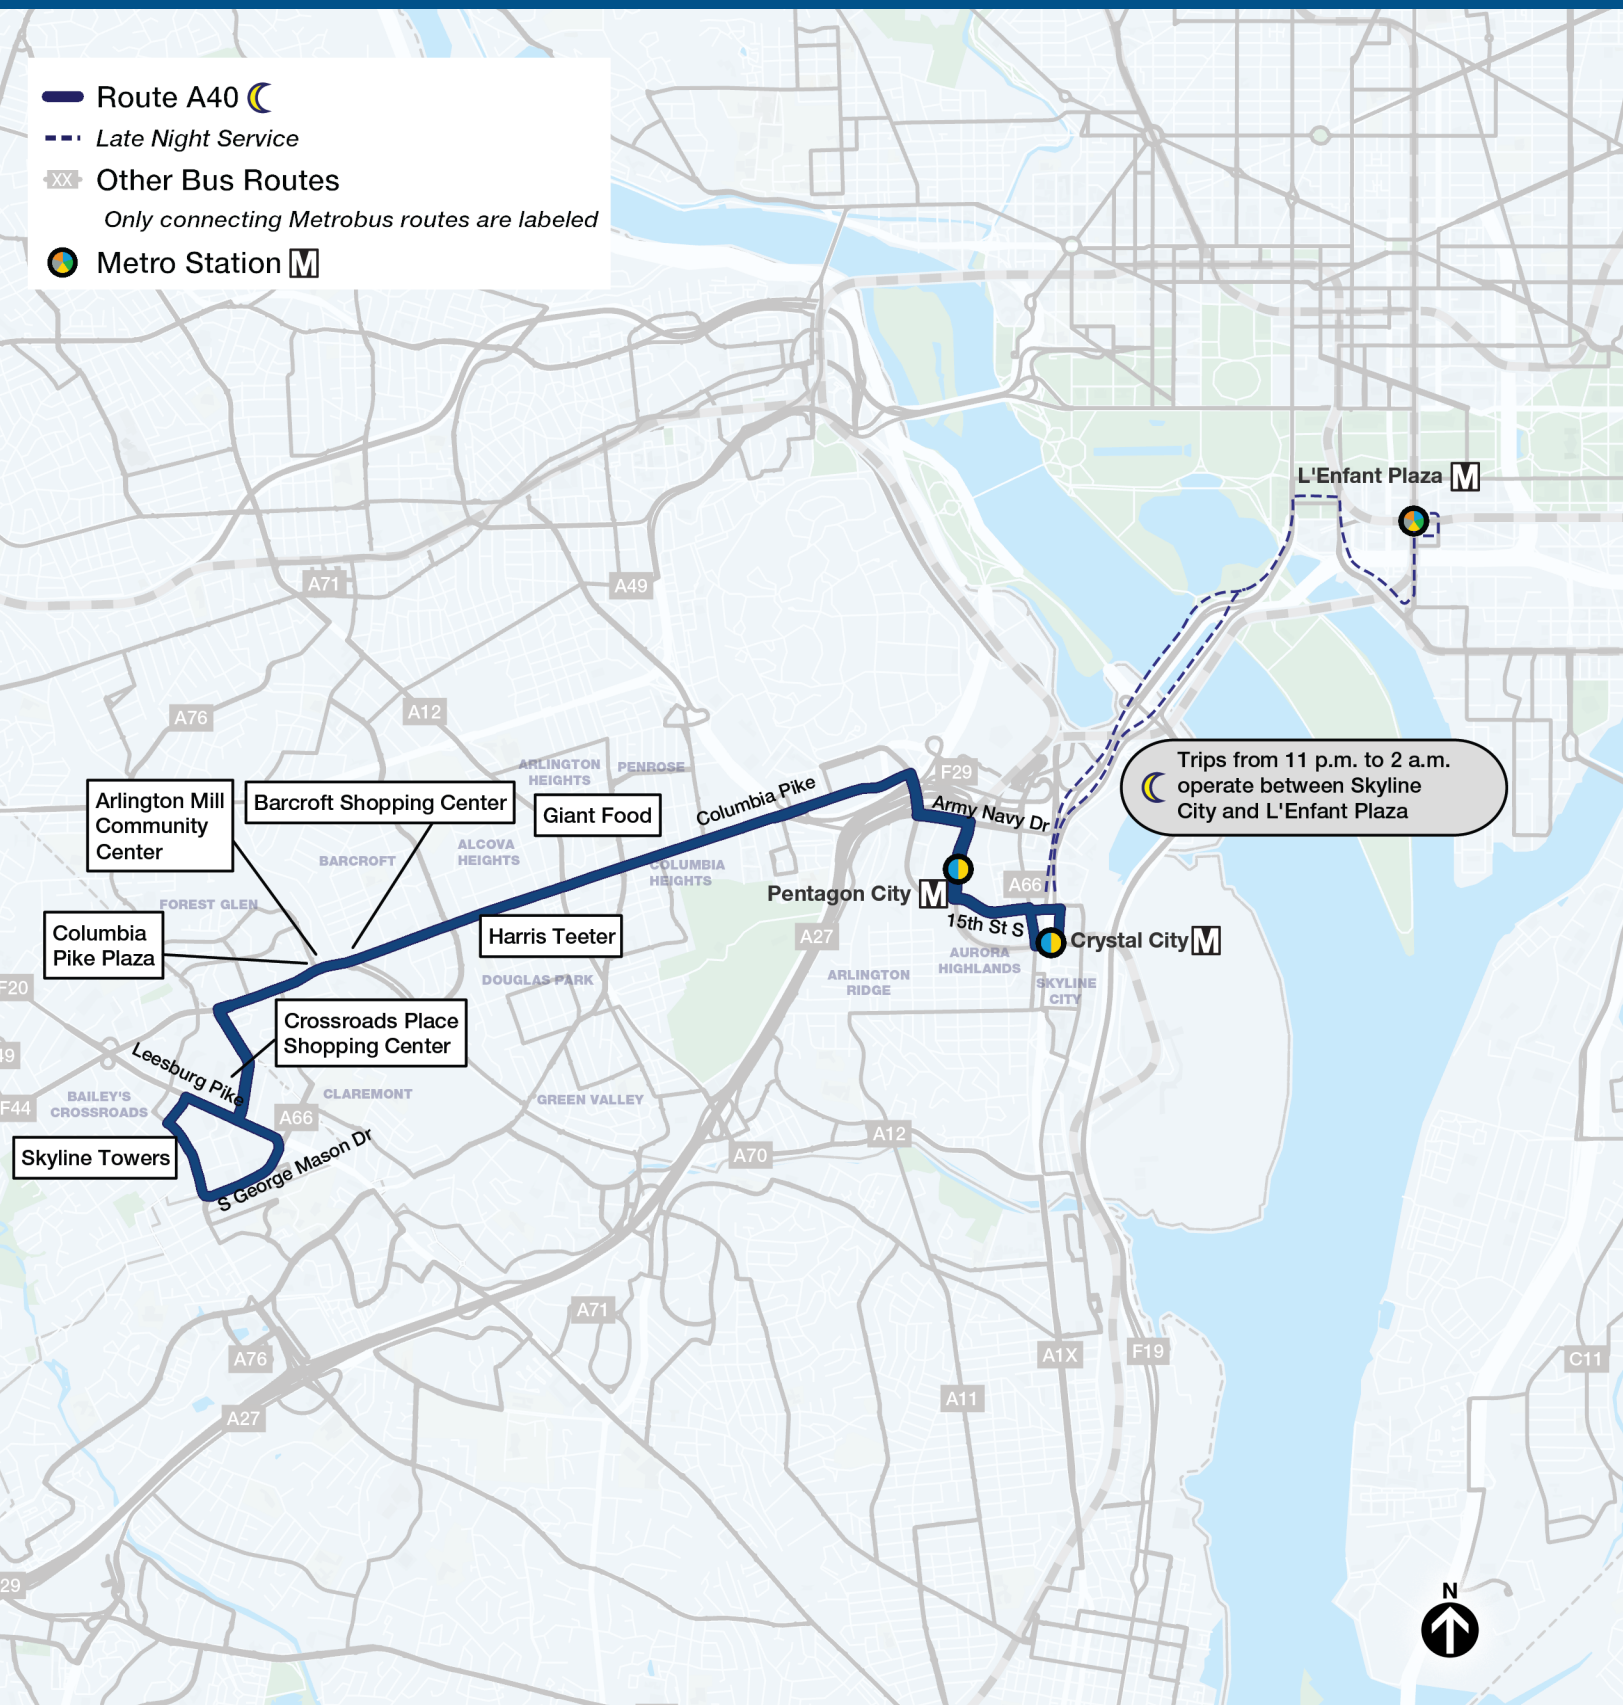 Route A40
Late Night Service
XX Other Bus Routes
Only connecting Metrobus routes are labeled
Metro Station M
L'Enfant Plaza M
A71
A49
A76
A12
ARLINGTON
HEIGHTS
PENROSE
F29
Trips from 11 p.m. to 2 a.m.
operate between Skyline
City and L'Enfant Plaza
Arlington Mill
Community
Center
Barcroft Shopping Center
Giant Food
Columbia Pike
Army Navy Dr
BARCROFT
ALCOVA
HEIGHTS
COLUMBIA
HEIGHTS
Pentagon City M
A66
FOREST GLEN
Columbia
Pike Plaza
Harris Teeter
A27
15th St S
Crystal City M
AURORA
HIGHLANDS
DOUGLAS PARK
ARLINGTON
RIDGE
SKYLINE
CITY
F20
Crossroads Place
Shopping Center
49
Leesburg Pike
F44
BAILEY'S
CROSSROADS
CLAREMONT
GREEN VALLEY
A66
Skyline Towers
S George Mason Dr
A70
A12
A71
A76
A1X
F19
C11
A11
A27
29
N